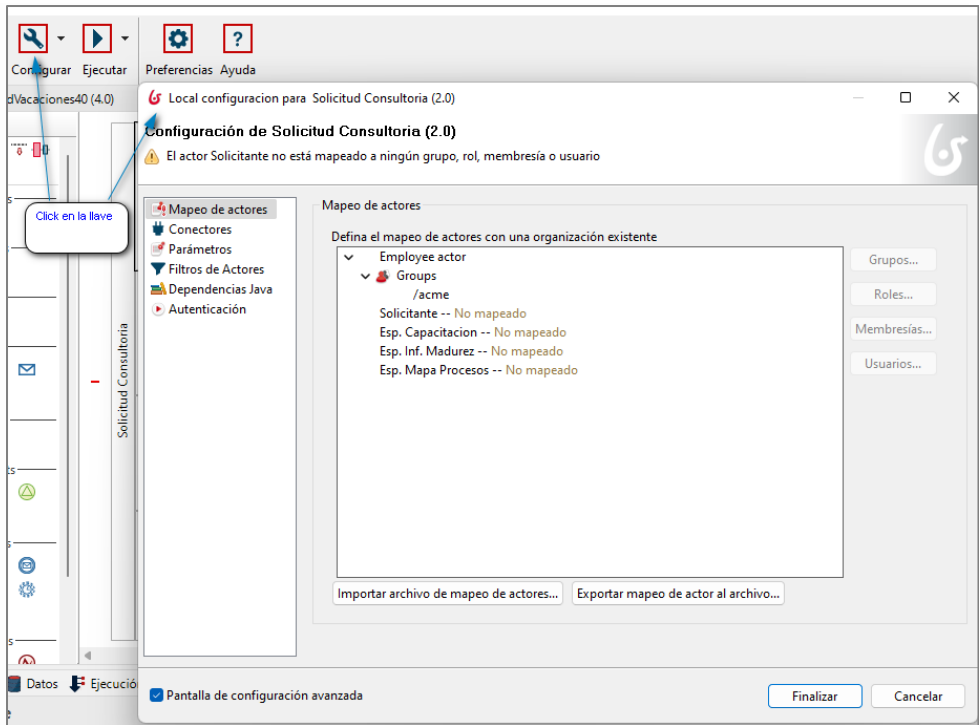 Configurar Ejecutar Preferencias Ayuda
dVacaciones40 (4.0)
Local configuracion para Solicitud Consultoria (2.0)
Configuración de Solicitud Consultoria (2.0)
El actor Solicitante no está mapeado a ningún grupo, rol, membresía o usuario
Click en la llave
Mapeo de actores
Conectores
Parámetros
Filtros de Actores
Dependencias Java
Autenticación
Mapeo de actores
Defina el mapeo de actores con una organización existente
Employee actor
Groups
/acme
Solicitante -- No mapeado
Esp. Capacitacion -- No mapeado
Esp. Inf. Madurez -- No mapeado
Esp. Mapa Procesos -- No mapeado
Grupos...
Roles...
Membresías...
Usuarios...
Importar archivo de mapeo de actores... Exportar mapeo de actor al archivo...
Solicitud Consultoria
Datos Ejecució
Pantalla de configuración avanzada
Finalizar Cancelar